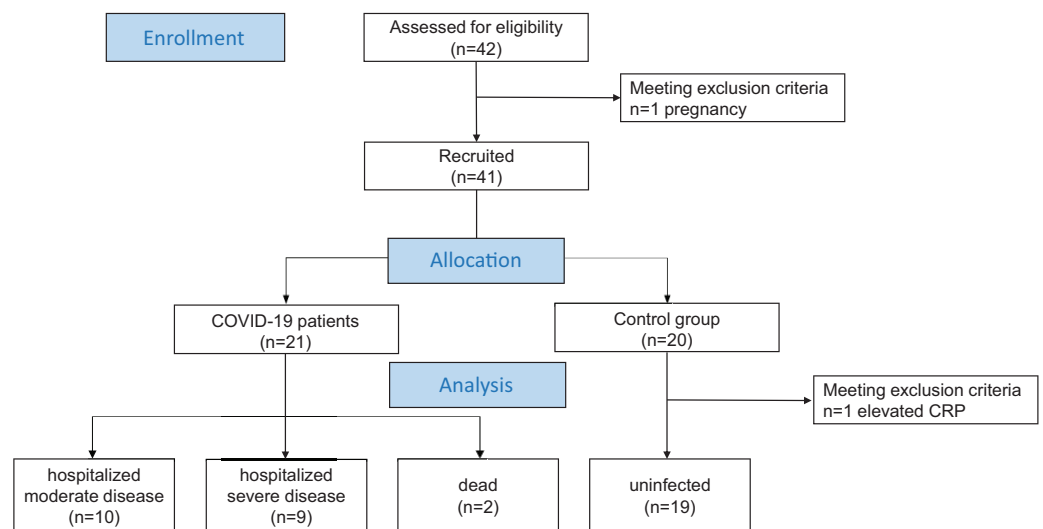 Enrollment
Assessed for eligibility
(n=42)
Meeting exclusion criteria
n=1 pregnancy
Recruited
(n=41)
Allocation
COVID-19 patients
(n=21)
Control group
(n=20)
Analysis
Meeting exclusion criteria
n=1 elevated CRP
hospitalized
moderate disease
(n=10)
hospitalized
severe disease
(n=9)
dead
(n=2)
uninfected
(n=19)